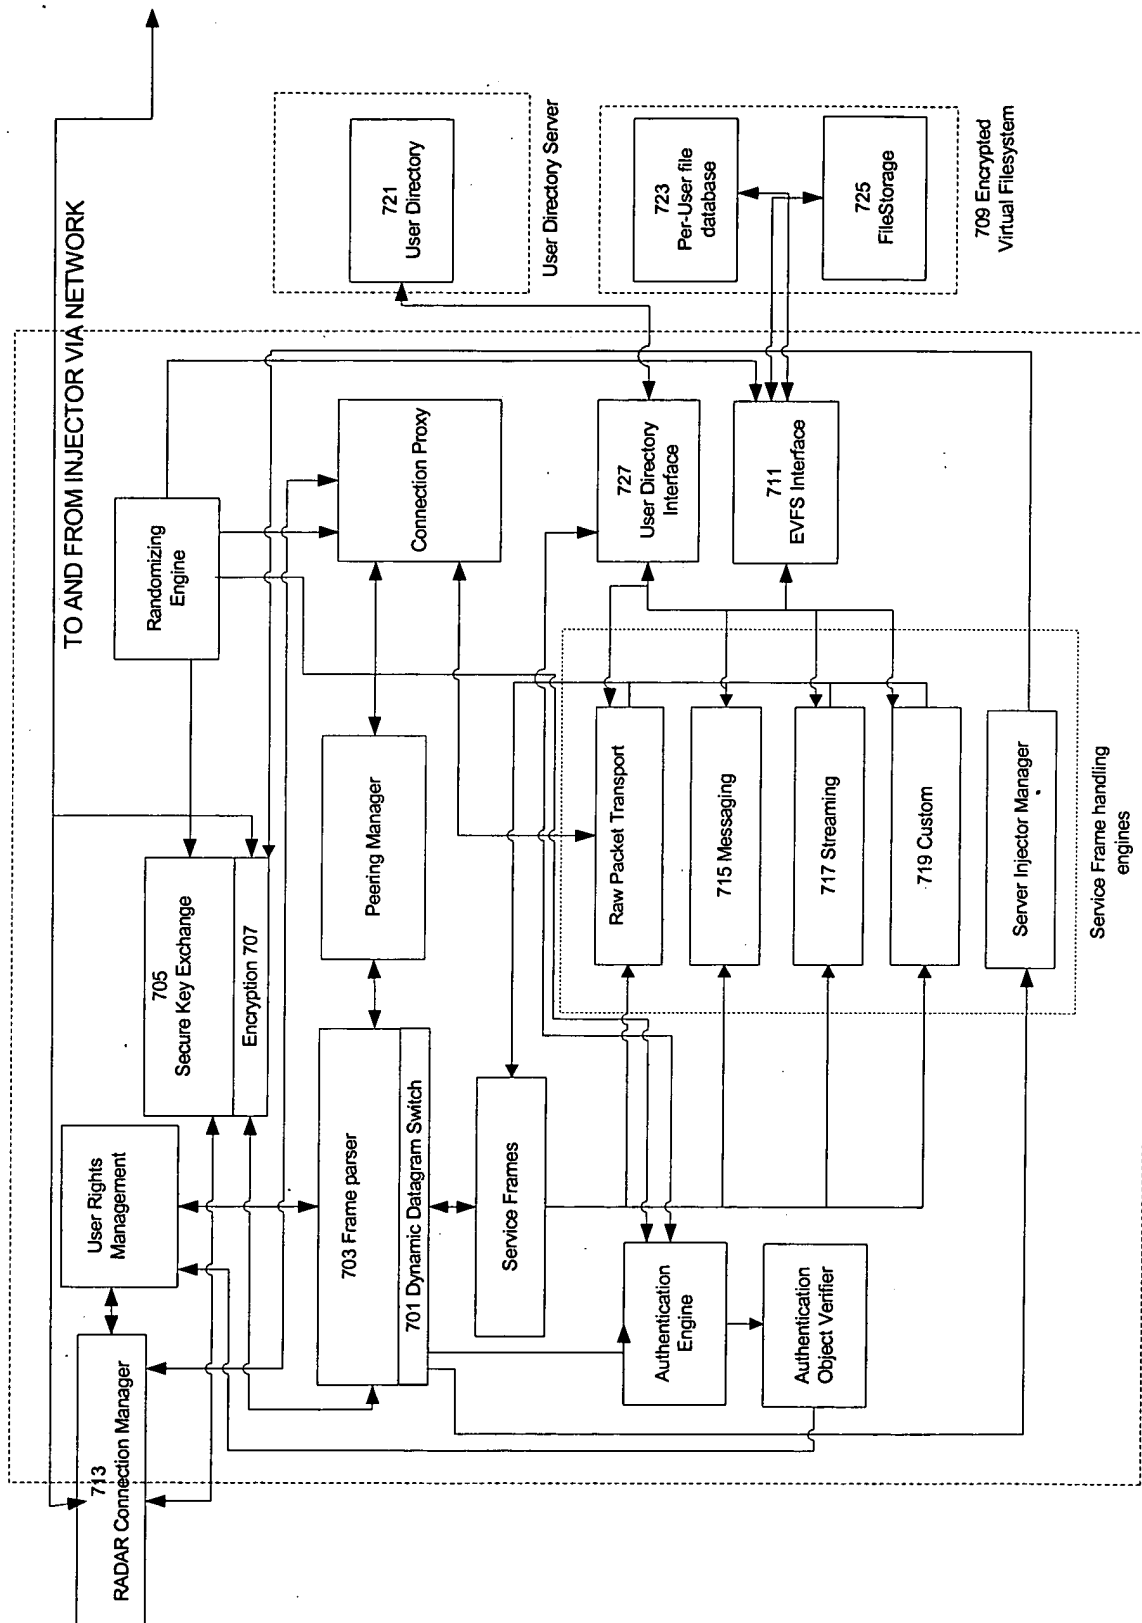 TO AND FROM INJECTOR VIA NETWORK
713
RADAR Connection Manager
User Rights
Management
705
Secure Key Exchange
Encryption 707
Randomizing
Engine
703 Frame parser
701 Dynamic Datagram Switch
Peering Manager
Connection Proxy
721
User Directory
User Directory Server
Service Frames
Authentication
Engine
Authentication
Object Verifier
Raw Packet Transport
715 Messaging
717 Streaming
719 Custom
Server Injector Manager
Service Frame handling
engines
727
User Directory
Interface
711
EVFS Interface
723
Per-User file
database
725
FileStorage
709 Encrypted
Virtual Filesystem